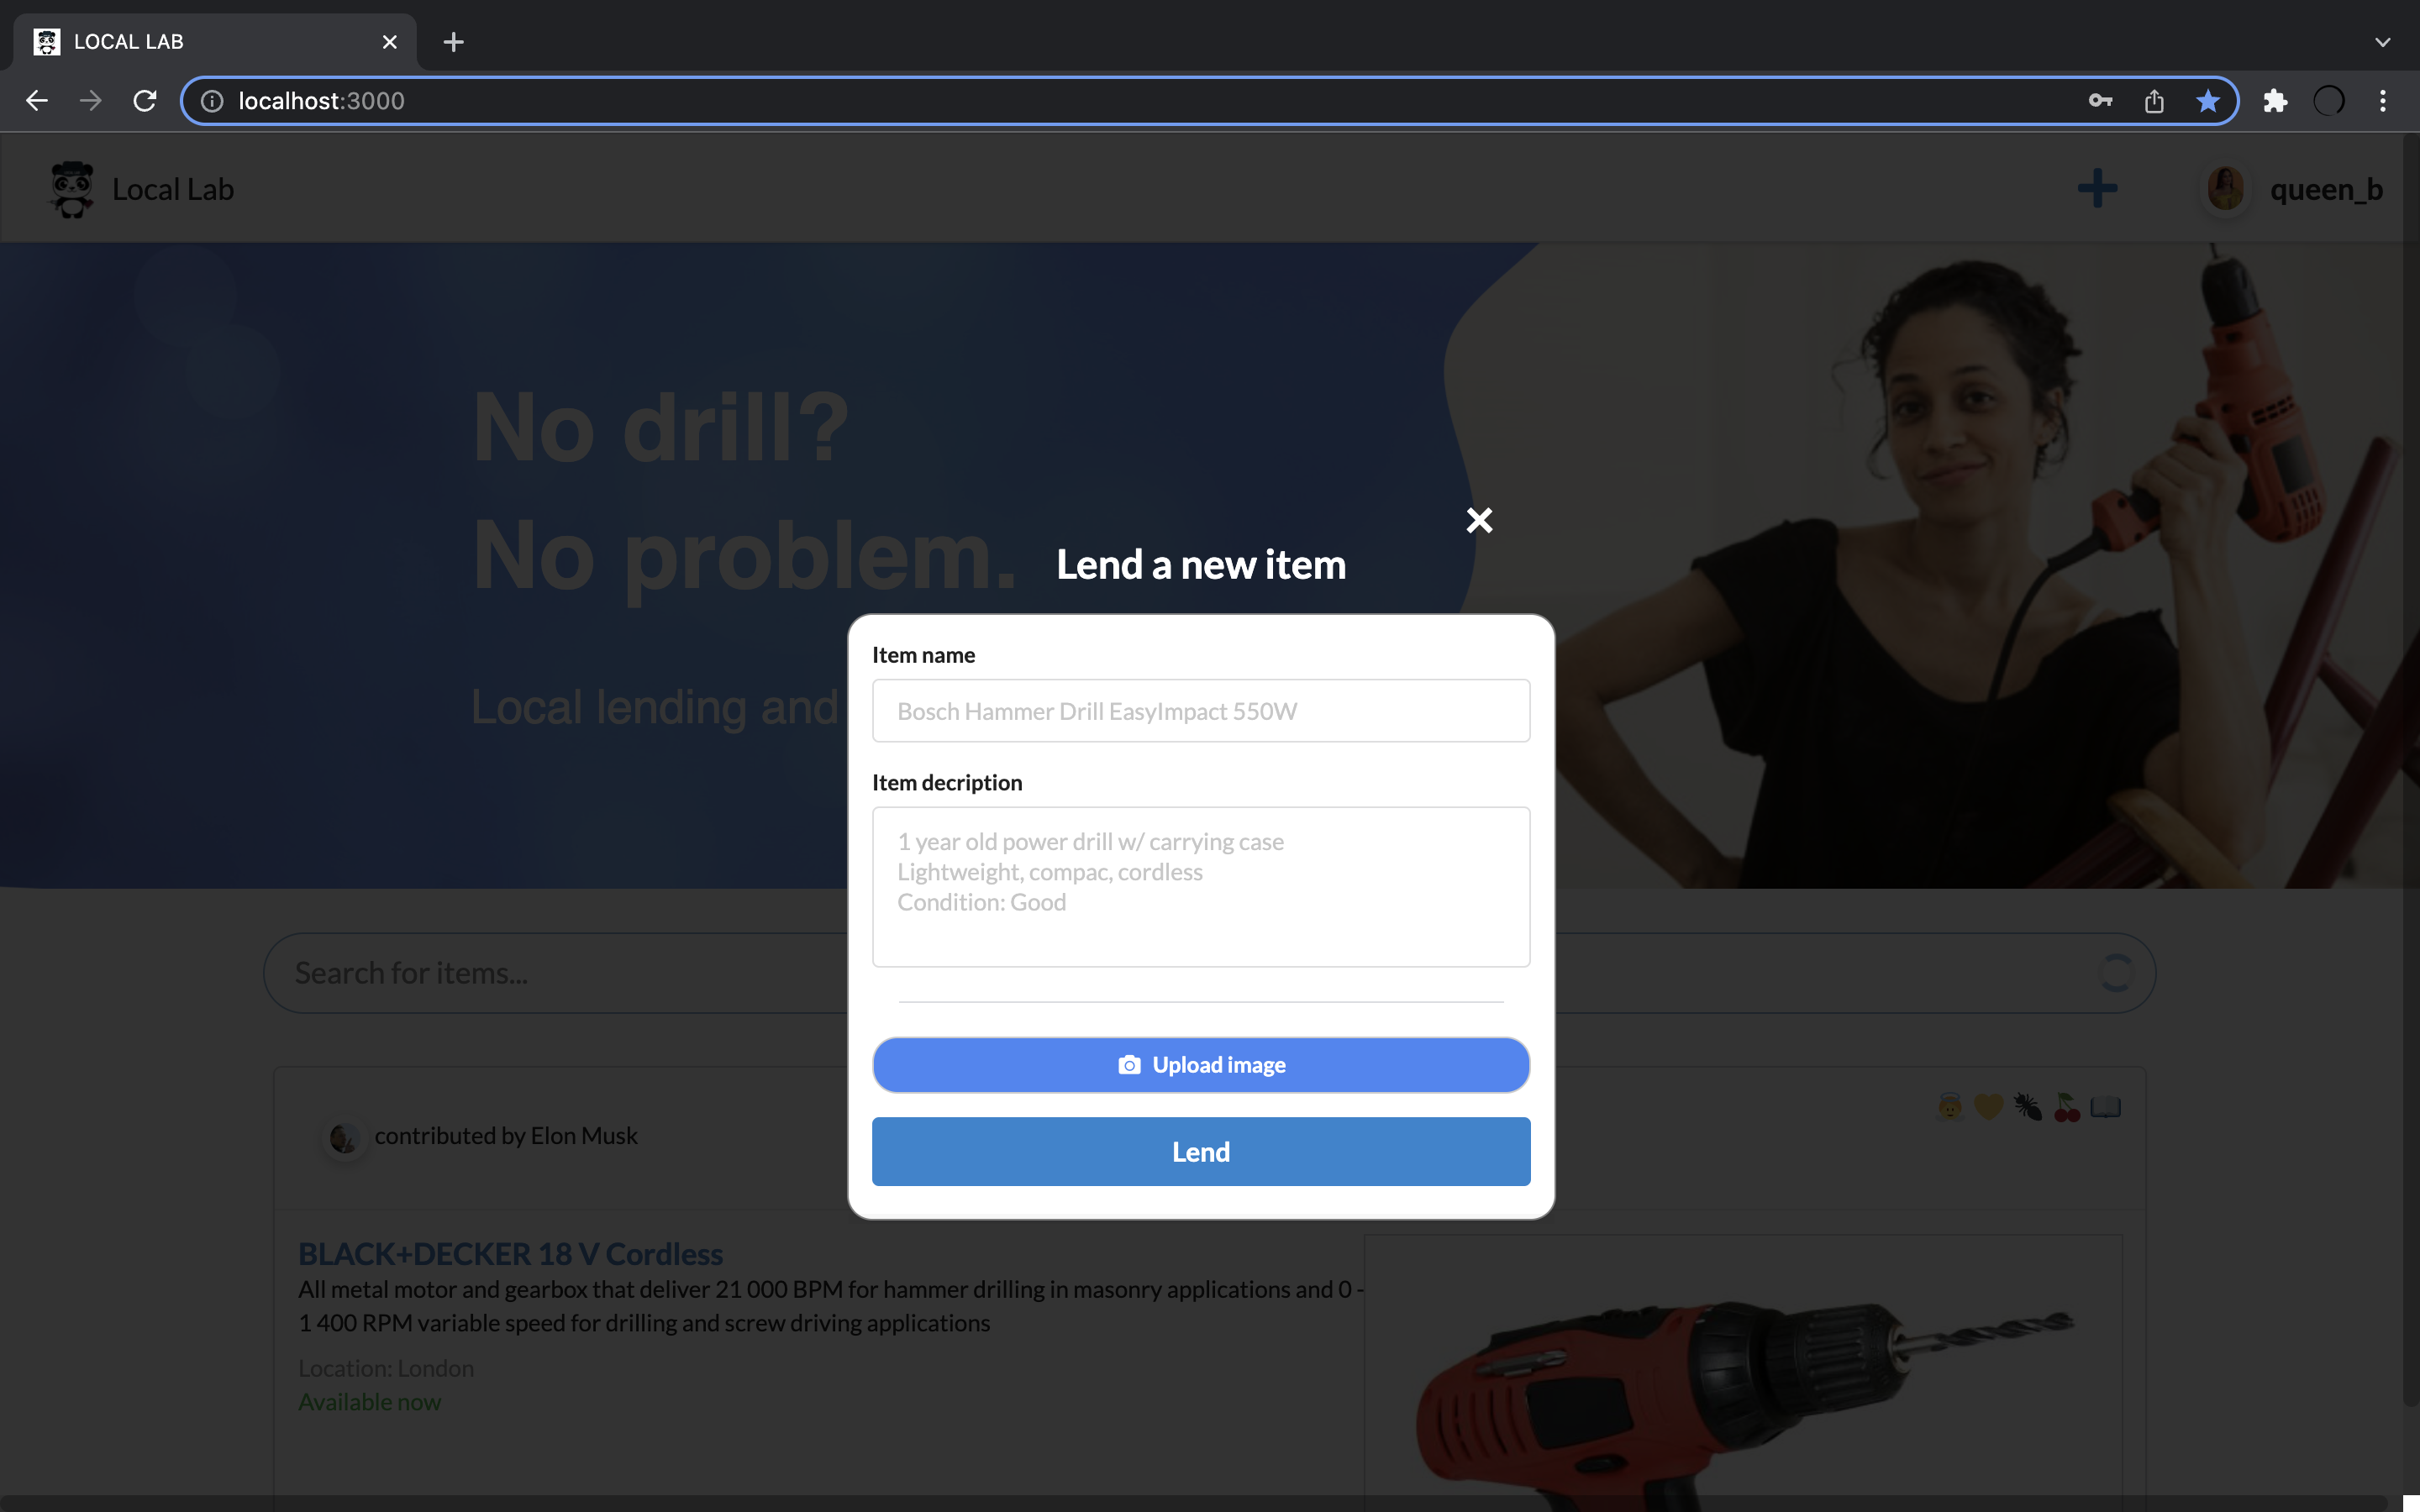 LOCAL LAB
localhost:3000
Local Lab
queen_b
No drill?
No problem.
Local lending and
Lend a new item
Item name
Bosch Hammer Drill EasyImpact 550W
Item decription
1 year old power drill w/ carrying case
Lightweight, compac, cordless
Condition: Good
Search for items...
Upload image
Lend
contributed by Elon Musk
BLACK+DECKER 18 V Cordless
All metal motor and gearbox that deliver 21 000 BPM for hammer drilling in masonry applications and 0 -
1 400 RPM variable speed for drilling and screw driving applications
Location: London
Available now